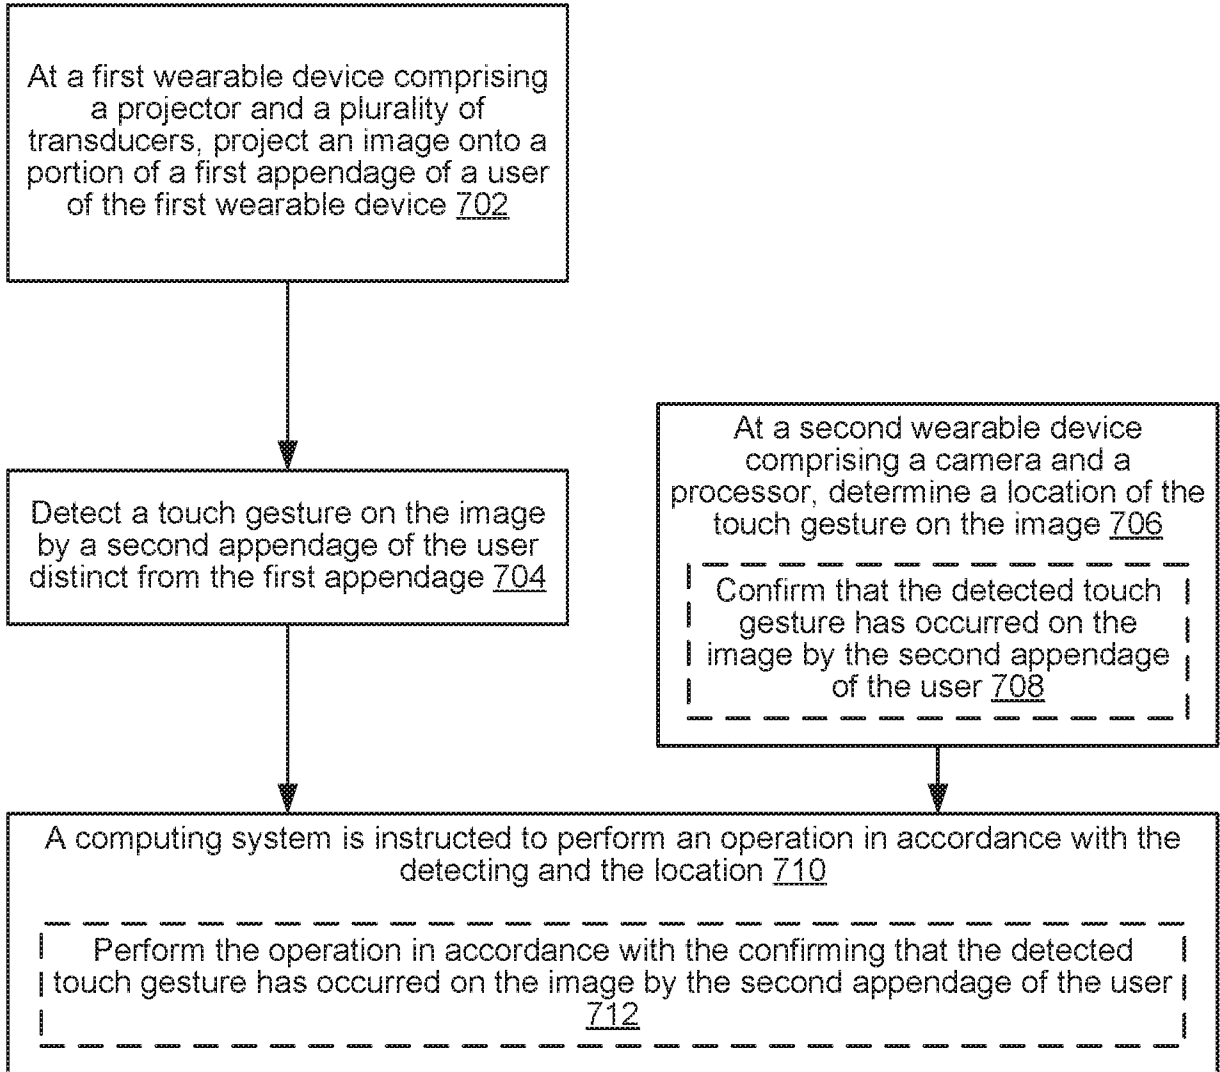 At a first wearable device comprising
a projector and a plurality of
transducers, project an image onto a
portion of a first appendage of a user
of the first wearable device 702
Detect a touch gesture on the image
by a second appendage of the user
distinct from the first appendage 704
At a second wearable device
comprising a camera and a
processor, determine a location of the
touch gesture on the image 706
Confirm that the detected touch
gesture has occurred on the
image by the second appendage
of the user 708
A computing system is instructed to perform an operation in accordance with the
detecting and the location 710
Perform the operation in accordance with the confirming that the detected
touch gesture has occurred on the image by the second appendage of the user
712